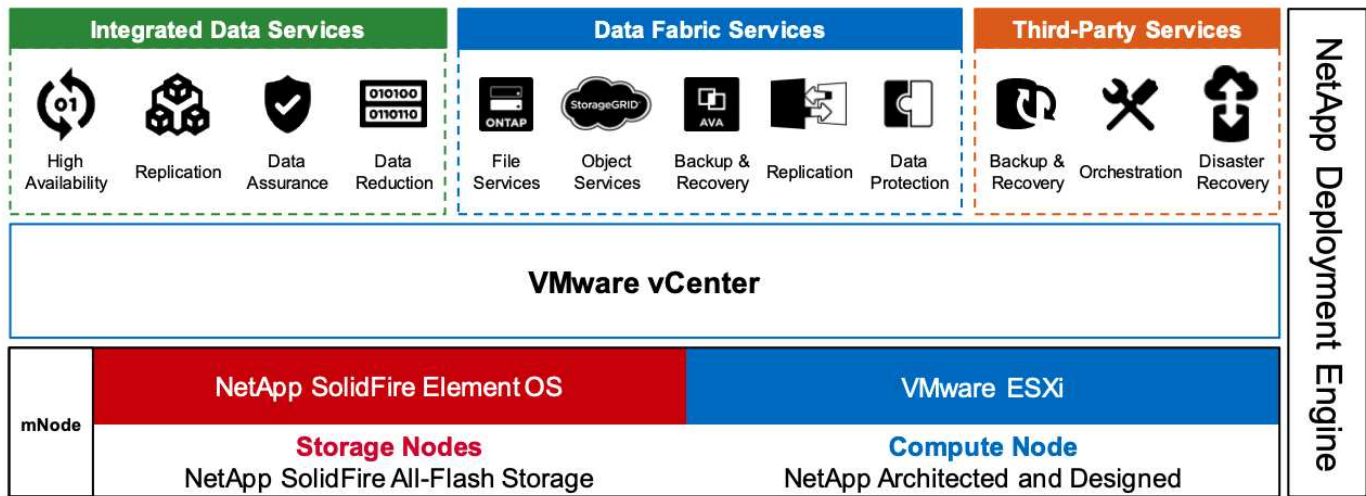 Integrated Data Services
Data Fabric Services
Third-Party Services
01
010100
0110110
ONTAP
StorageGRID
AVA
High
Availability
Replication
Data
Assurance
Data
Reduction
File
Services
Object
Services
Backup &
Recovery
Replication
Data
Protection
Backup &
Recovery
Orchestration
Disaster
Recovery
VMware vCenter
mNode
NetApp SolidFire Element OS
VMware ESXi
Storage Nodes
NetApp SolidFire All-Flash Storage
Compute Node
NetApp Architected and Designed
NetApp Deployment Engine